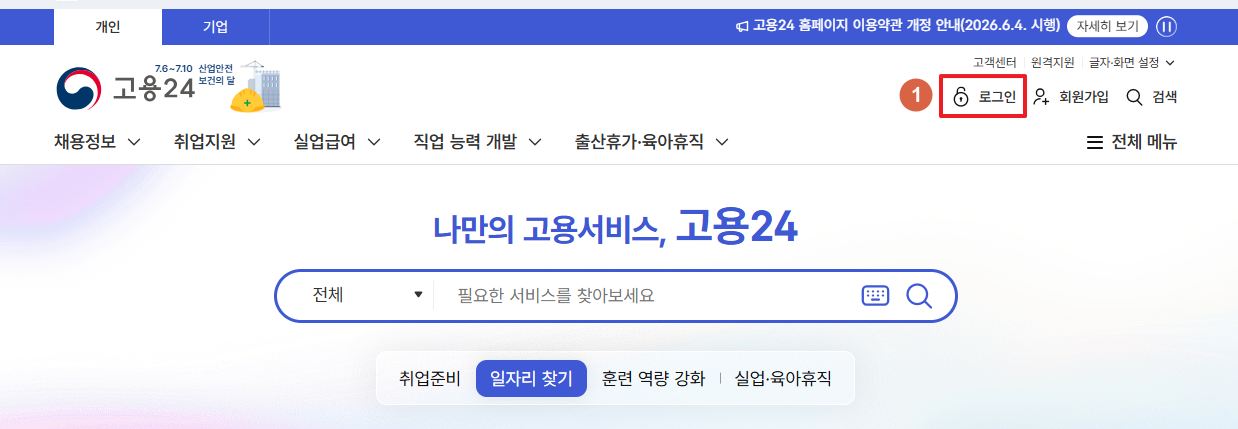 개인 기업 고용24 홈페이지 이용약관 개정 안내(2026.6.4. 시행) 자세히 보기
고객센터 원격지원 글자·화면 설정
7.6~7.10 산업안전
보건의 달
고용24
1 로그인 회원가입 검색
채용정보 취업지원 실업급여 직업 능력 개발 출산휴가·육아휴직 전체 메뉴
나만의 고용서비스, 고용24
전체 필요한 서비스를 찾아보세요
취업준비 일자리 찾기 훈련 역량 강화 실업·육아휴직